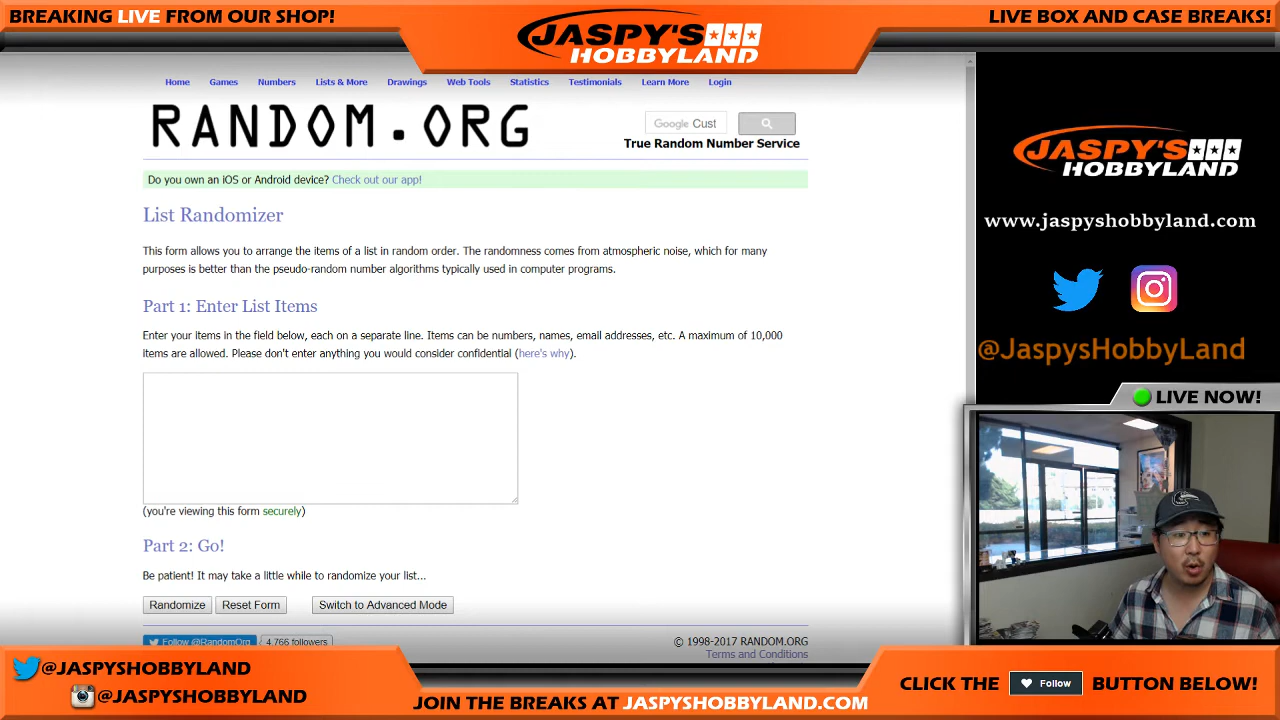 BREAKING LIVE FROM OUR SHOP!
JASPY'S
HOBBYLAND
LIVE BOX AND CASE BREAKS!
Home Games Numbers Lists & More Drawings Web Tools Statistics Testimonials Learn More Login
RANDOM.ORG
Google Cust
True Random Number Service
Do you own an iOS or Android device? Check out our app!
List Randomizer
This form allows you to arrange the items of a list in random order. The randomness comes from atmospheric noise, which for many
purposes is better than the pseudo-random number algorithms typically used in computer programs.
Part 1: Enter List Items
Enter your items in the field below, each on a separate line. Items can be numbers, names, email addresses, etc. A maximum of 10,000
items are allowed. Please don't enter anything you would consider confidential (here's why).
(you're viewing this form securely)
Part 2: Go!
Be patient! It may take a little while to randomize your list...
Randomize Reset Form Switch to Advanced Mode
Follow @RandomOrg 4,766 followers
© 1998-2017 RANDOM.ORG
Terms and Conditions
JASPY'S
HOBBYLAND
www.jaspyshobbyland.com
@JaspysHobbyLand
LIVE NOW!
@JASPYSHOBBYLAND
@JASPYSHOBBYLAND
JOIN THE BREAKS AT JASPYSHOBBYLAND.COM
CLICK THE Follow BUTTON BELOW!